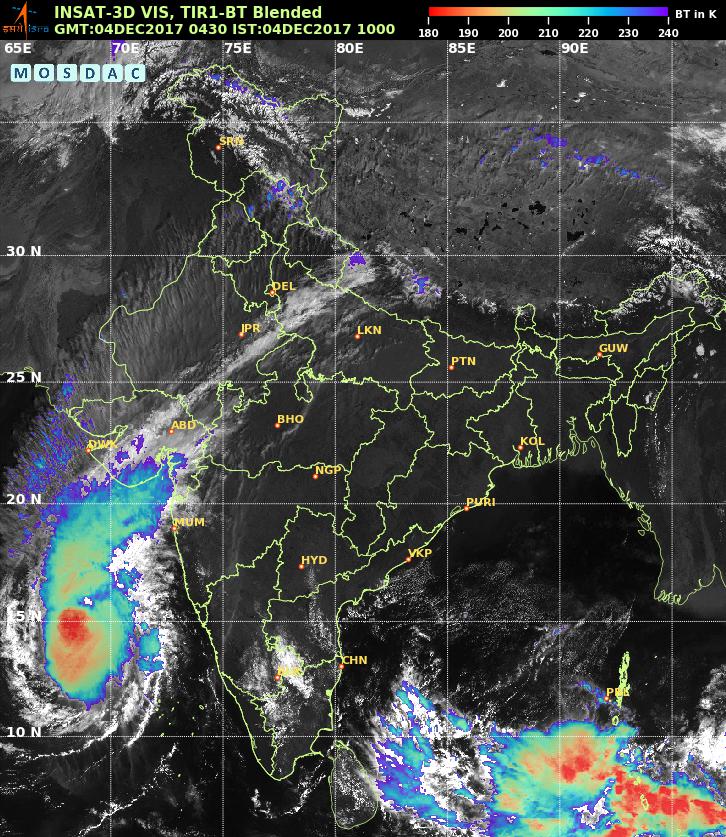 INSAT-3D VIS, TIR1-BT Blended
GMT:04DEC2017 0430 IST:04DEC2017 1000
BT in K
180 190 200 210 220 230 240
65E 70E 75E 80E 85E 90E
MOSDAC
SRN
30 N
DEL
JPR
LKN
GUW
PTN
25 N
ABD
BHO
KOL
DWK
NGP
20 N
PURI
MUM
VKP
HYD
15 N
CHN
10 N